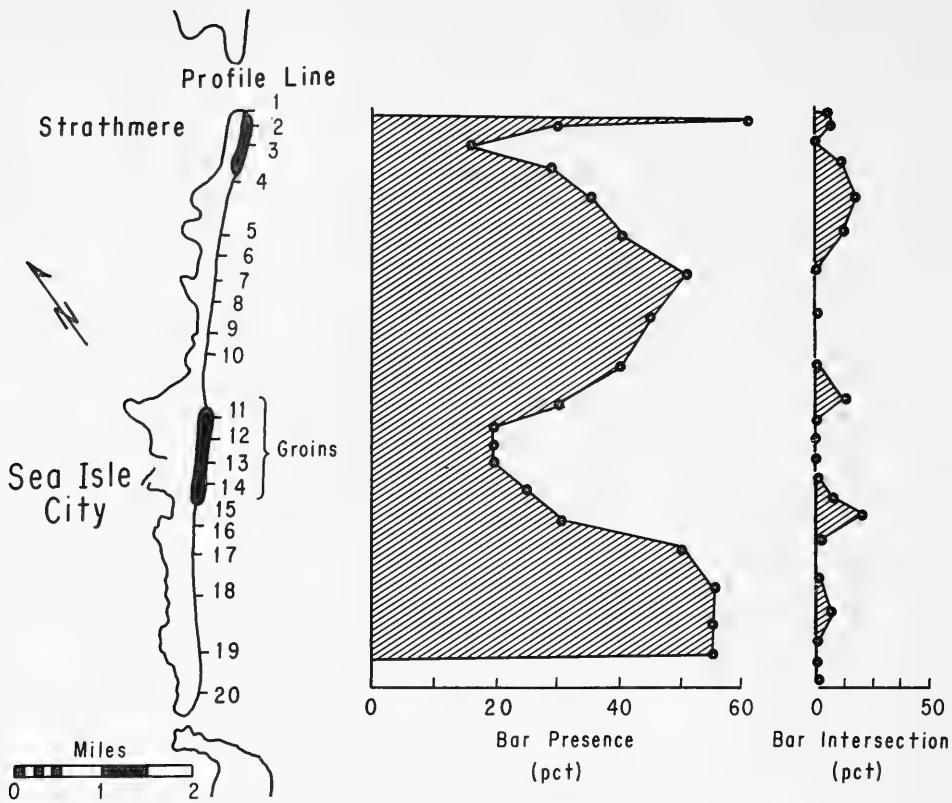 Profile Line
Strathmere
1
2
3
4
5
6
7
8
9
10
11
12
13
14
15
16
17
18
19
20
Groins
Sea Isle
City
Miles
0 1 2
0 20 40 60
Bar Presence
(pct)
0 50
Bar Intersection
(pct)